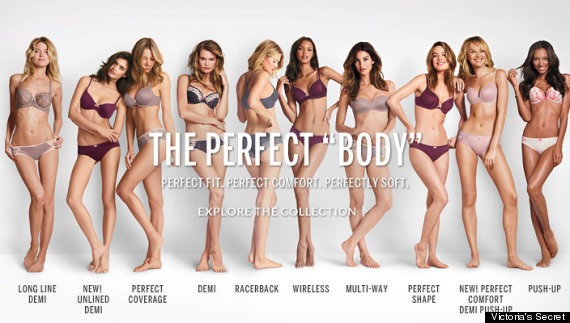 THE PERFECT “BODY”
PERFECT FIT. PERFECT COMFORT. PERFECTLY SOFT.
EXPLORE THE COLLECTION
LONG LINE
DEMI
NEW!
UNLINED
DEMI
PERFECT
COVERAGE
DEMI
RACERBACK
WIRELESS
MULTI-WAY
PERFECT
SHAPE
NEW! PERFECT
COMFORT
DEMI PUSH-UP
PUSH-UP
Victoria's Secret